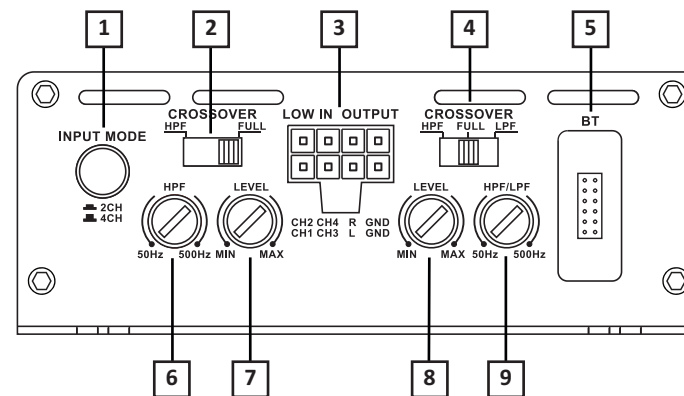 1
2
3
4
5
INPUT MODE
2CH
4CH
CROSSOVER
HPF FULL
LOW IN OUTPUT
CH2 CH4 R GND
CH1 CH3 L GND
CROSSOVER
HPF FULL LPF
BT
HPF
50Hz 500Hz
LEVEL
MIN MAX
LEVEL
MIN MAX
HPF/LPF
50Hz 500Hz
6
7
8
9